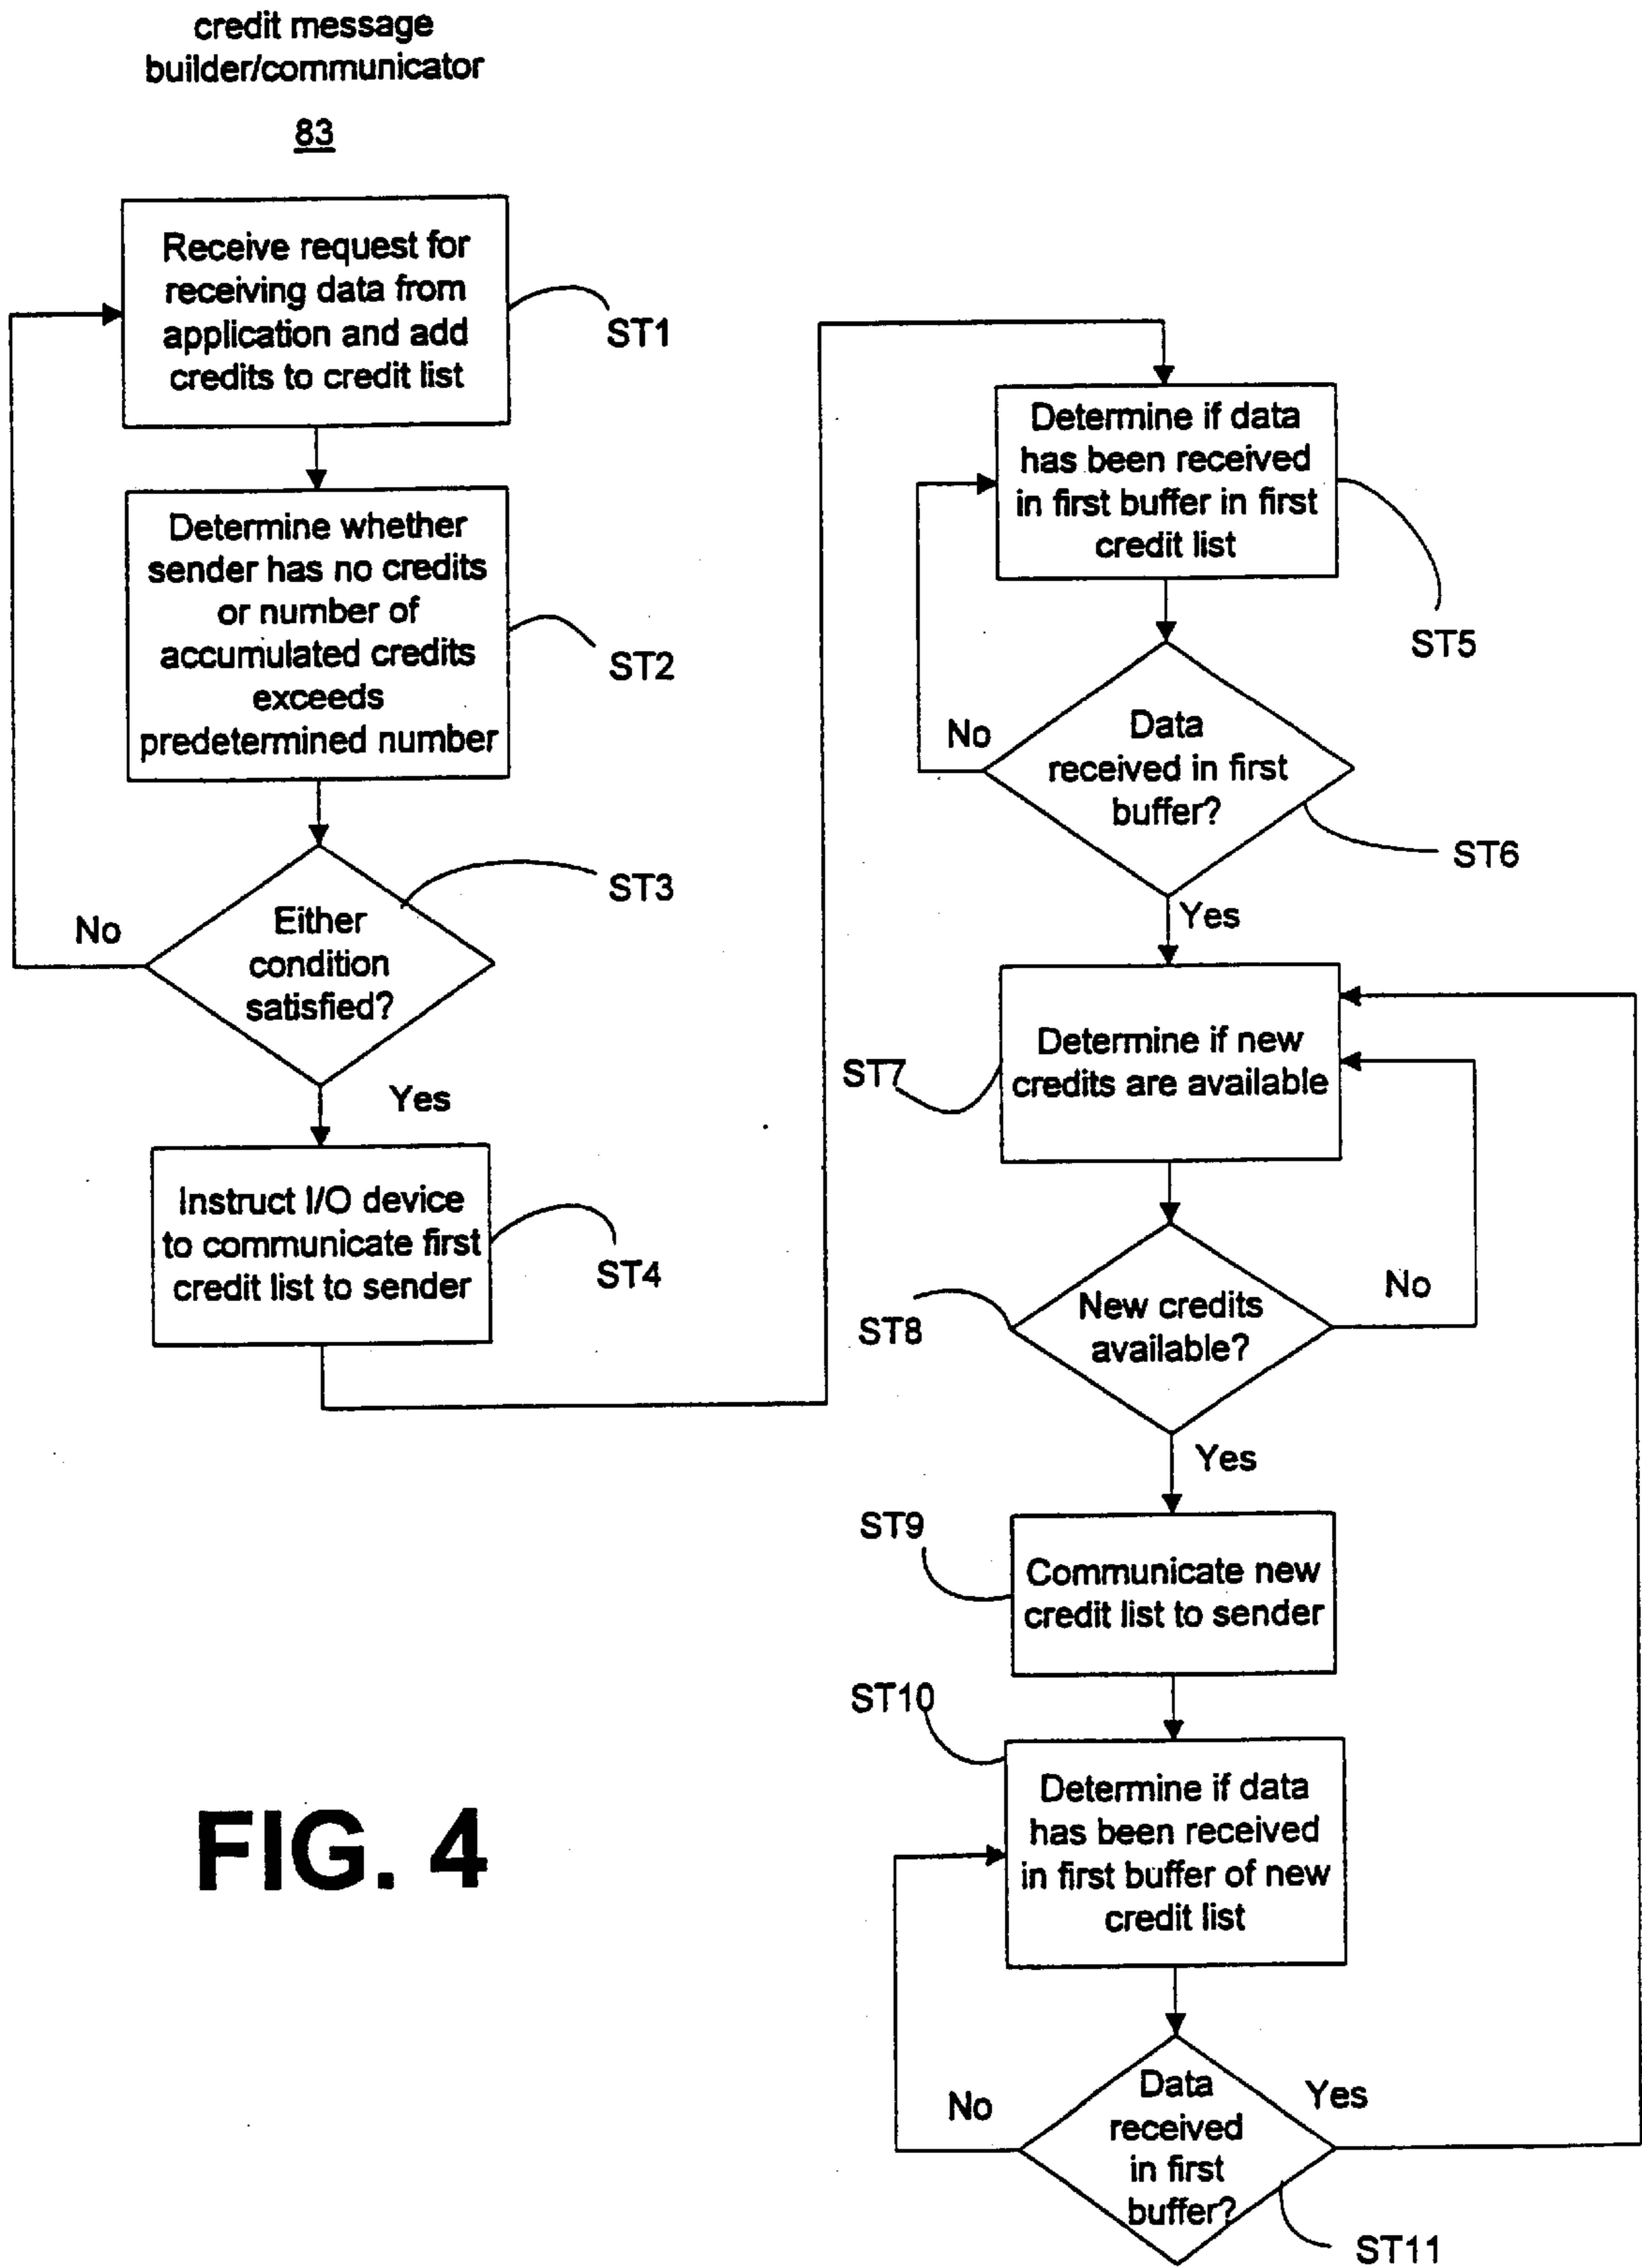 credit message
builder/communicator
83
Receive request for
receiving data from
application and add
credits to credit list
ST1
Determine whether
sender has no credits
or number of
accumulated credits
exceeds
predetermined number
ST2
Either
condition
satisfied?
ST3
No
Yes
Instruct I/O device
to communicate first
credit list to sender
ST4
Determine if data
has been received
in first buffer in first
credit list
ST5
Data
received in first
buffer?
No
ST6
Yes
Determine if new
credits are available
ST7
New credits
available?
ST8
No
Yes
ST9
Communicate new
credit list to sender
ST10
Determine if data
has been received
in first buffer of new
credit list
Data
received
in first
buffer?
No
Yes
ST11
FIG. 4